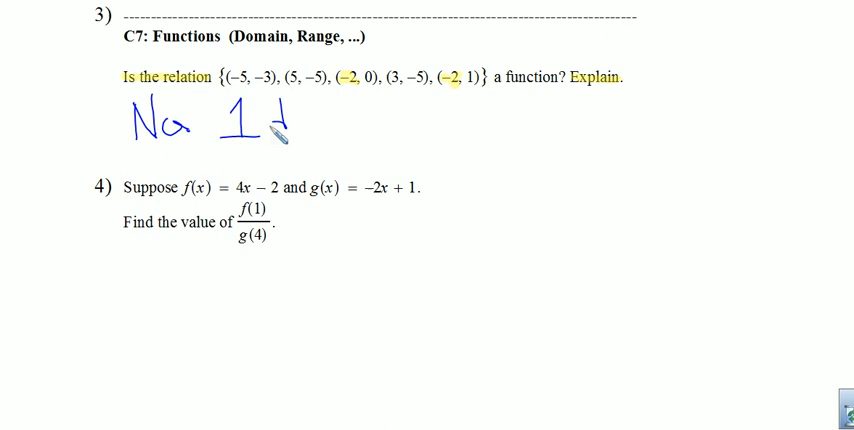 3) ------------------------------------------------------------
C7: Functions (Domain, Range, ...)
Is the relation {(−5, −3), (5, −5), (−2, 0), (3, −5), (−2, 1)} a function? Explain.
No 1
4) Suppose f(x) = 4x − 2 and g(x) = −2x + 1.
Find the value of f(1)/g(4).